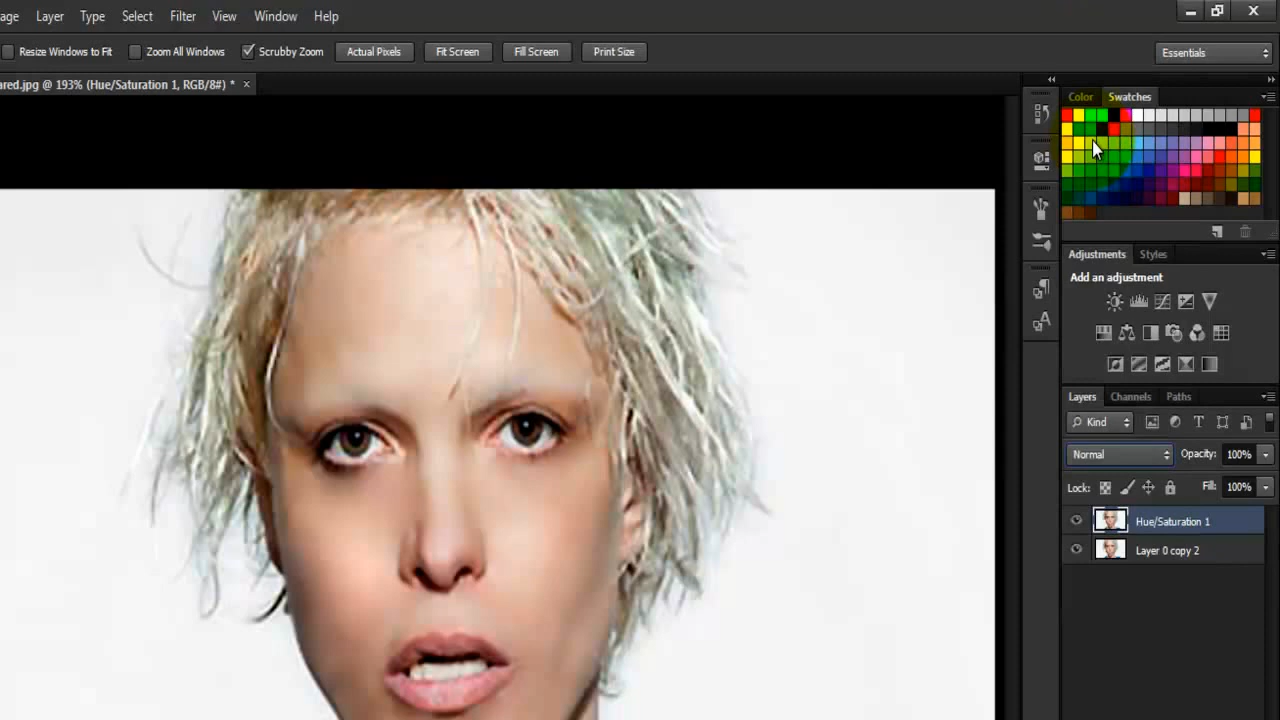 age Layer Type Select Filter View Window Help
Resize Windows to Fit Zoom All Windows Scrubby Zoom Actual Pixels Fit Screen Fill Screen Print Size Essentials
ared.jpg @ 193% (Hue/Saturation 1, RGB/8#) * ×
Color Swatches
Adjustments Styles
Add an adjustment
Layers Channels Paths
Kind
Normal Opacity: 100%
Lock: Fill: 100%
Hue/Saturation 1
Layer 0 copy 2